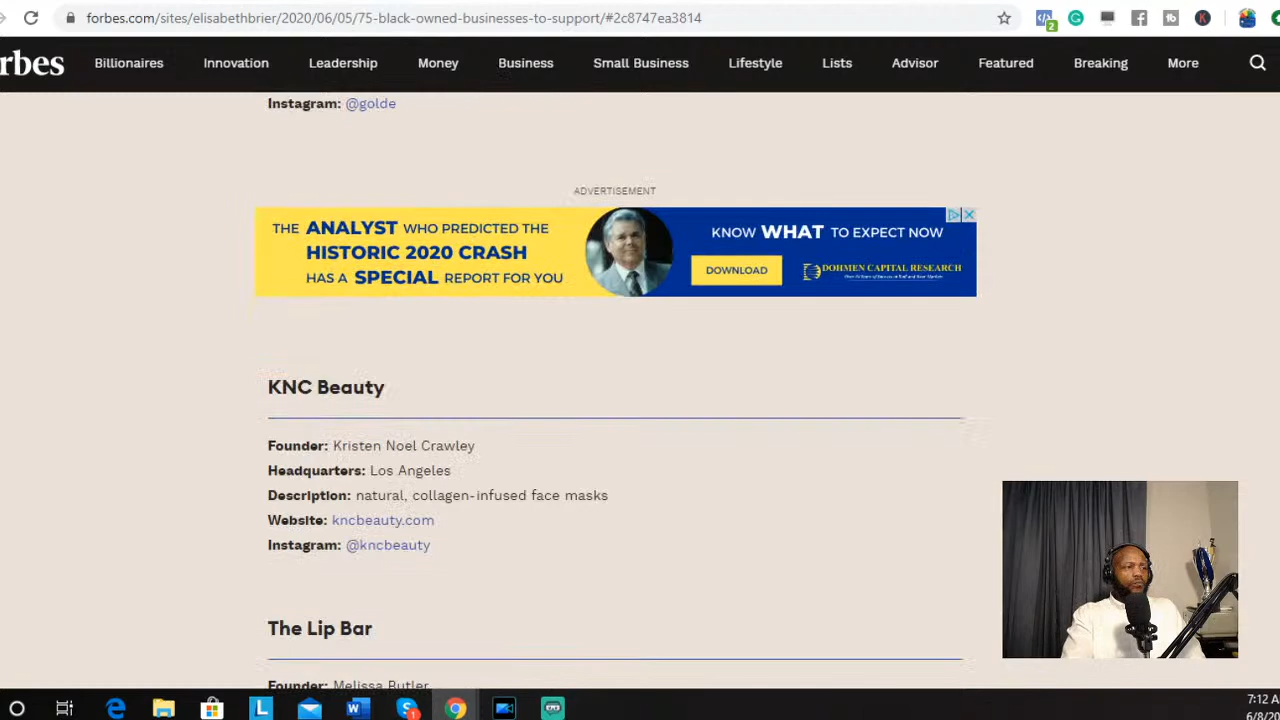 forbes.com/sites/elisabethbrier/2020/06/05/75-black-owned-businesses-to-support/#2c8747ea3814
2
rbes Billionaires Innovation Leadership Money Business Small Business Lifestyle Lists Advisor Featured Breaking More
Instagram: @golde
ADVERTISEMENT
THE ANALYST WHO PREDICTED THE
HISTORIC 2020 CRASH
HAS A SPECIAL REPORT FOR YOU
KNOW WHAT TO EXPECT NOW
DOWNLOAD
DOHMEN CAPITAL RESEARCH
KNC Beauty
Founder: Kristen Noel Crawley
Headquarters: Los Angeles
Description: natural, collagen-infused face masks
Website: kncbeauty.com
Instagram: @kncbeauty
The Lip Bar
Founder: Melissa Butler
7:12 A
6/8/20